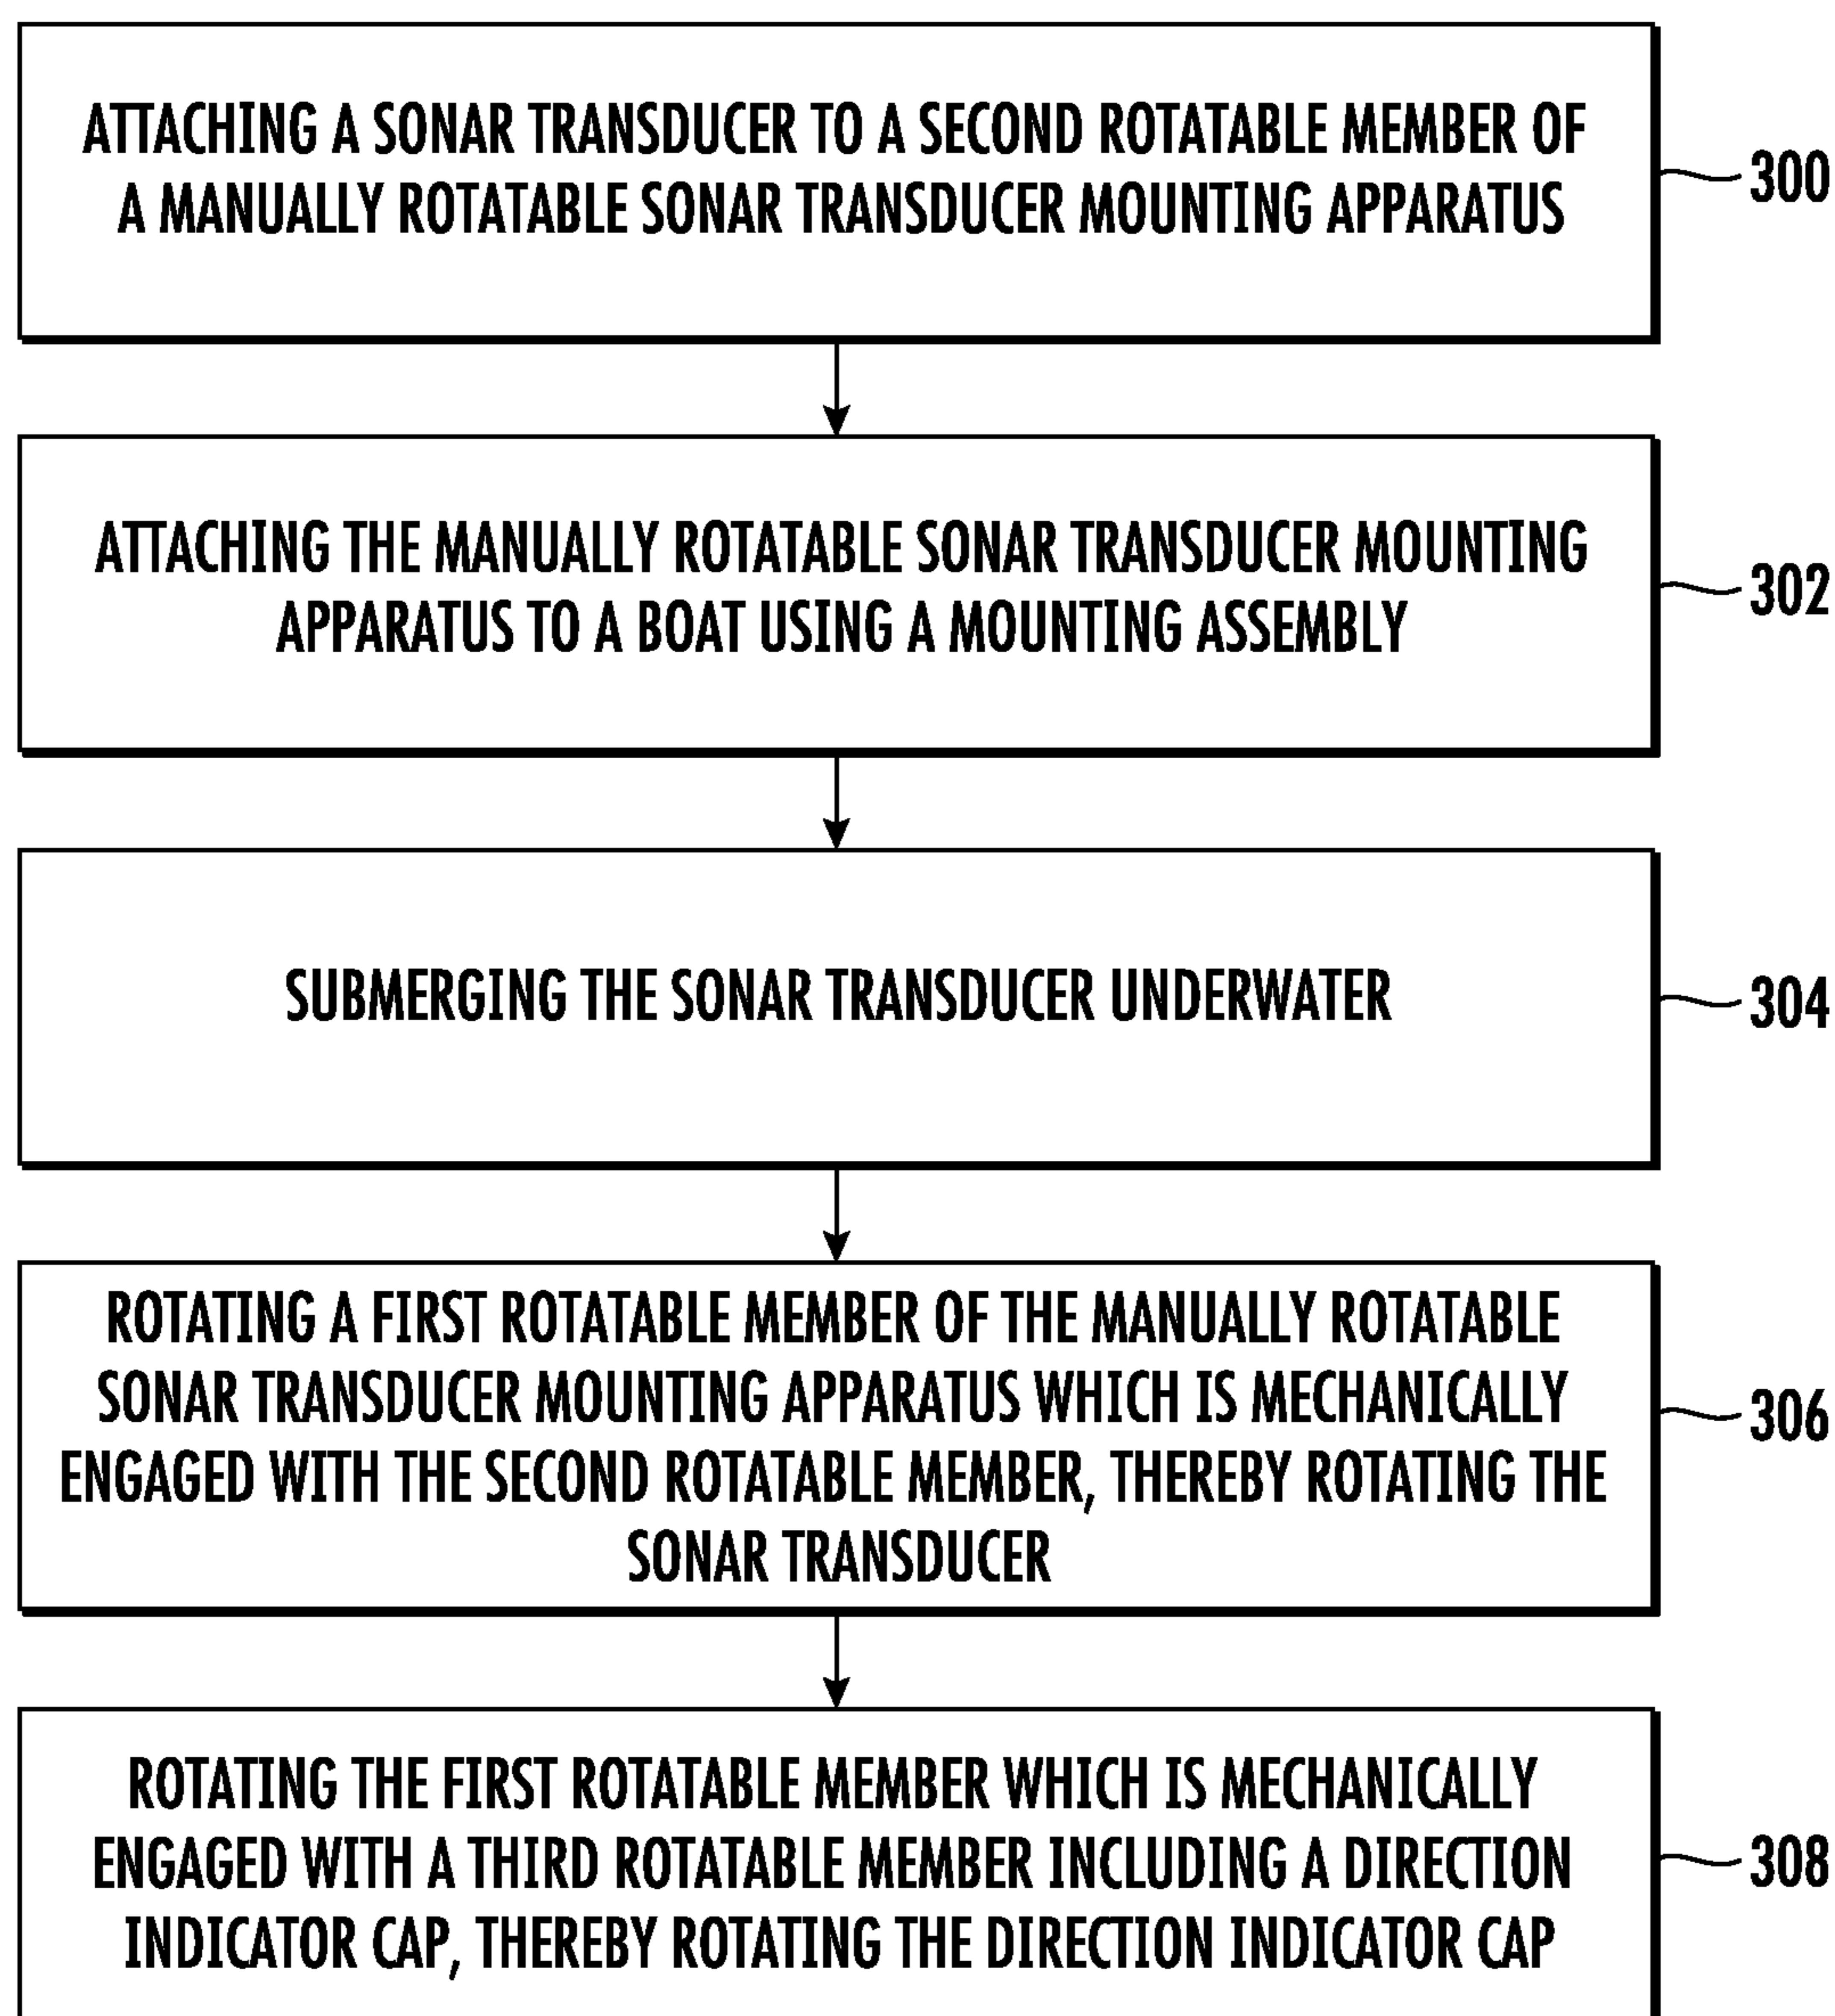 ATTACHING A SONAR TRANSDUCER TO A SECOND ROTATABLE MEMBER OF
A MANUALLY ROTATABLE SONAR TRANSDUCER MOUNTING APPARATUS
300
ATTACHING THE MANUALLY ROTATABLE SONAR TRANSDUCER MOUNTING
APPARATUS TO A BOAT USING A MOUNTING ASSEMBLY
302
SUBMERGING THE SONAR TRANSDUCER UNDERWATER
304
ROTATING A FIRST ROTATABLE MEMBER OF THE MANUALLY ROTATABLE
SONAR TRANSDUCER MOUNTING APPARATUS WHICH IS MECHANICALLY
ENGAGED WITH THE SECOND ROTATABLE MEMBER, THEREBY ROTATING THE
SONAR TRANSDUCER
306
ROTATING THE FIRST ROTATABLE MEMBER WHICH IS MECHANICALLY
ENGAGED WITH A THIRD ROTATABLE MEMBER INCLUDING A DIRECTION
INDICATOR CAP, THEREBY ROTATING THE DIRECTION INDICATOR CAP
308